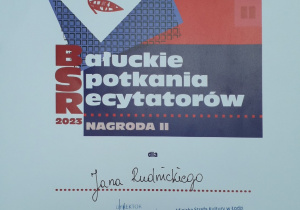 Bałuckie
Spotkania
Recytatorów
2023
NAGRODA II
dla
Jana Rudnickiego